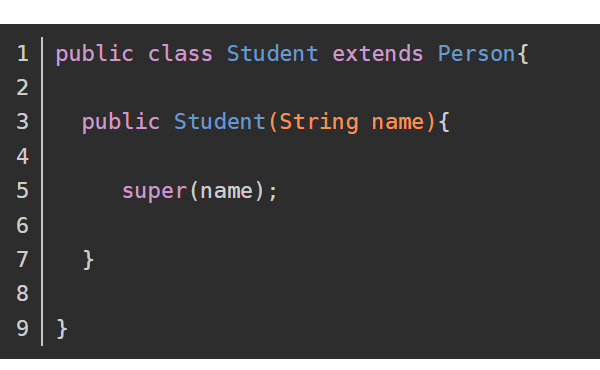 1 public class Student extends Person{
2
3   public Student(String name){
4
5      super(name);
6
7   }
8
9 }